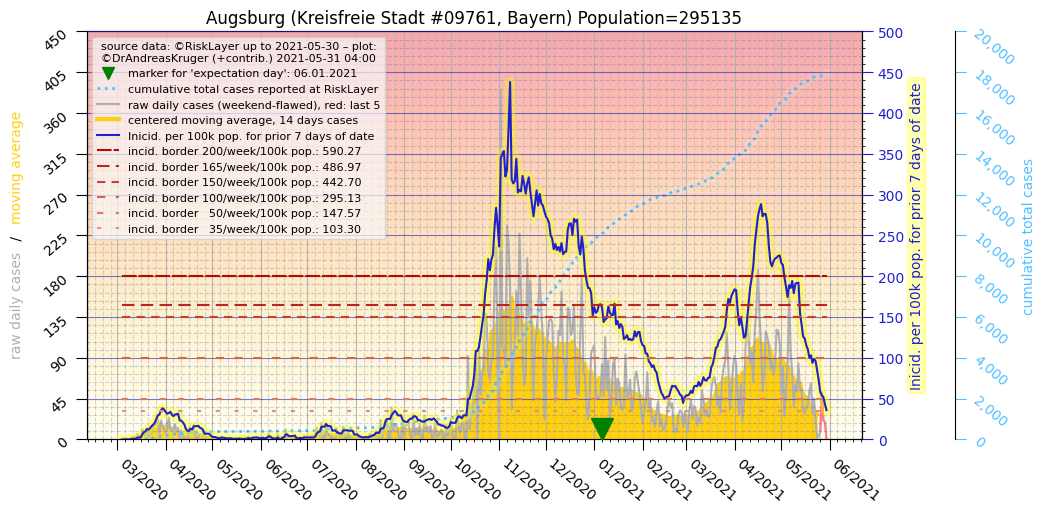 Augsburg (Kreisfreie Stadt #09761, Bayern) Population=295135
source data: ©RiskLayer up to 2021-05-30 – plot:
©DrAndreasKruger (+contrib.) 2021-05-31 04:00
marker for 'expectation day': 06.01.2021
cumulative total cases reported at RiskLayer
raw daily cases (weekend-flawed), red: last 5
centered moving average, 14 days cases
Inicid. per 100k pop. for prior 7 days of date
incid. border 200/week/100k pop.: 590.27
incid. border 165/week/100k pop.: 486.97
incid. border 150/week/100k pop.: 442.70
incid. border 100/week/100k pop.: 295.13
incid. border   50/week/100k pop.: 147.57
incid. border   35/week/100k pop.: 103.30
raw daily cases   /   moving average
450
405
360
315
270
225
180
135
90
45
0
03/2020
04/2020
05/2020
06/2020
07/2020
08/2020
09/2020
10/2020
11/2020
12/2020
01/2021
02/2021
03/2021
04/2021
05/2021
06/2021
500
450
400
350
300
250
200
150
100
50
0
Inicid. per 100k pop. for prior 7 days of date
20,000
18,000
16,000
14,000
12,000
10,000
8,000
6,000
4,000
2,000
0
cumulative total cases